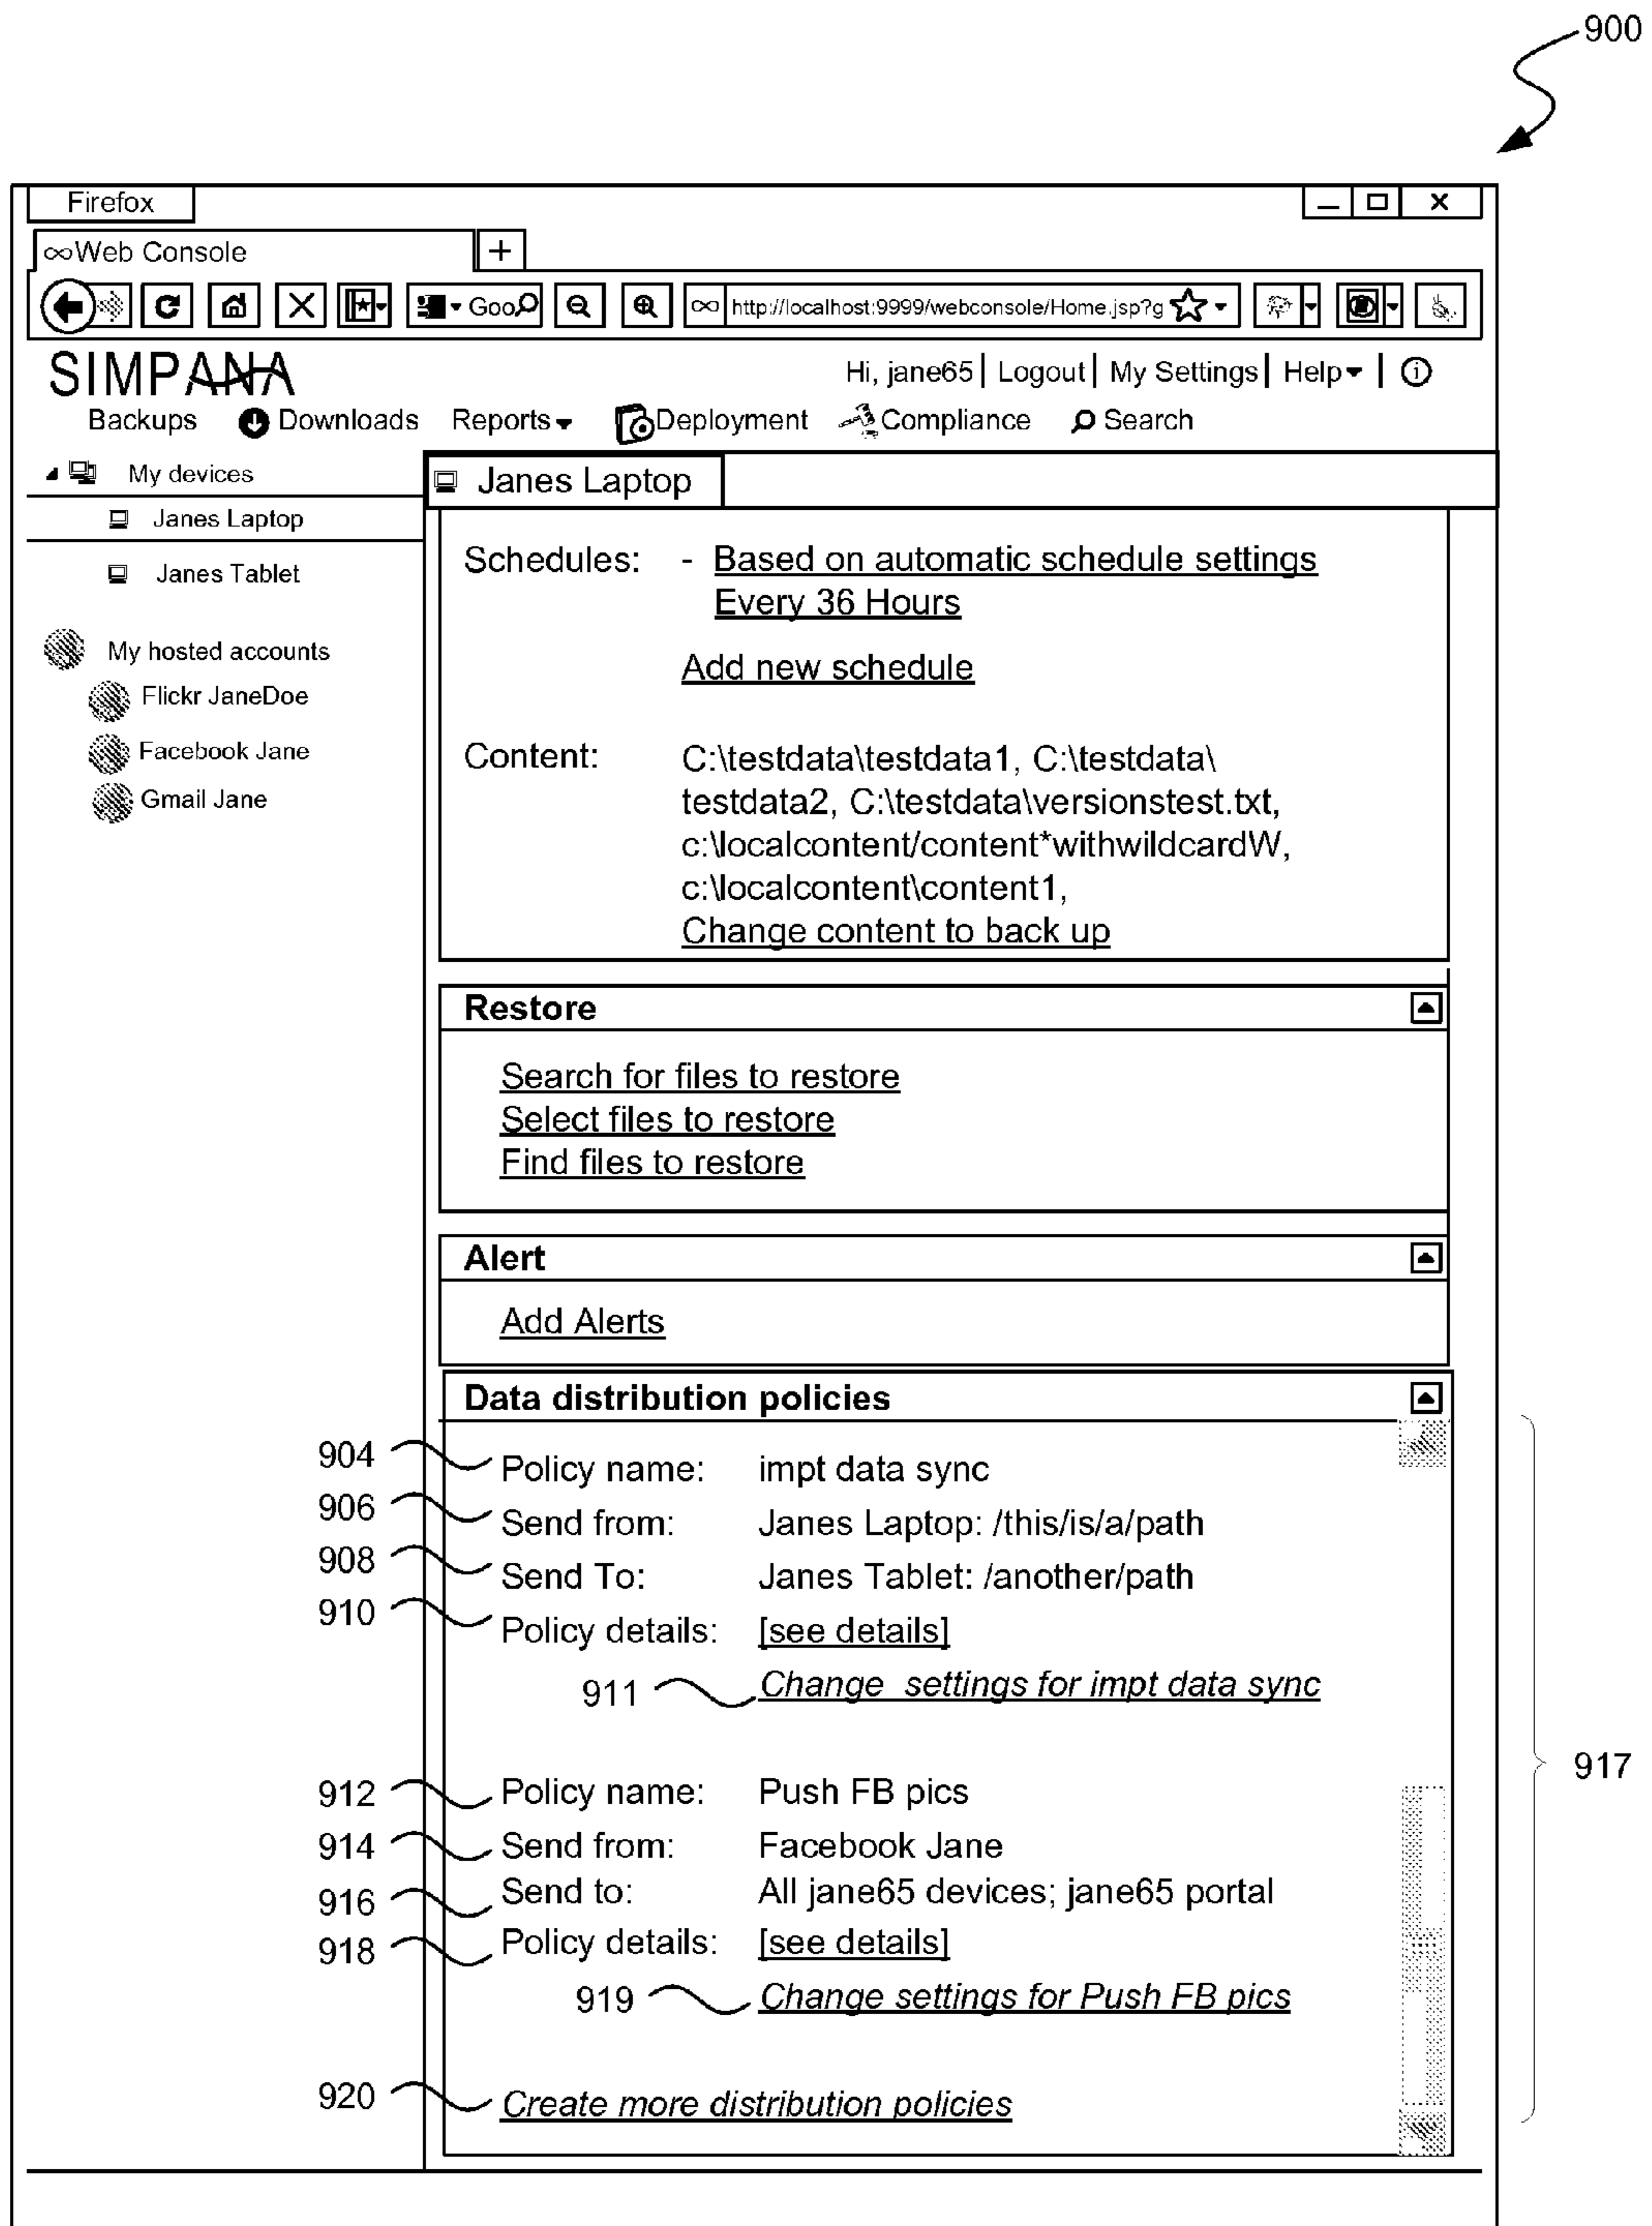 900
Firefox
∞Web Console
+
Goo
http://localhost:9999/webconsole/Home.jsp?g
SIMPANA
Hi, jane65 | Logout | My Settings | Help
Backups Downloads Reports Deployment Compliance Search
My devices
Janes Laptop
Janes Tablet
My hosted accounts
Flickr JaneDoe
Facebook Jane
Gmail Jane
Janes Laptop
Schedules: - Based on automatic schedule settings
Every 36 Hours
Add new schedule
Content: C:\testdata\testdata1, C:\testdata\
testdata2, C:\testdata\versionstest.txt,
c:\localcontent/content*withwildcardW,
c:\localcontent\content1,
Change content to back up
Restore
Search for files to restore
Select files to restore
Find files to restore
Alert
Add Alerts
Data distribution policies
904 Policy name: impt data sync
906 Send from: Janes Laptop: /this/is/a/path
908 Send To: Janes Tablet: /another/path
910 Policy details: [see details]
911 Change settings for impt data sync
917
912 Policy name: Push FB pics
914 Send from: Facebook Jane
916 Send to: All jane65 devices; jane65 portal
918 Policy details: [see details]
919 Change settings for Push FB pics
920 Create more distribution policies